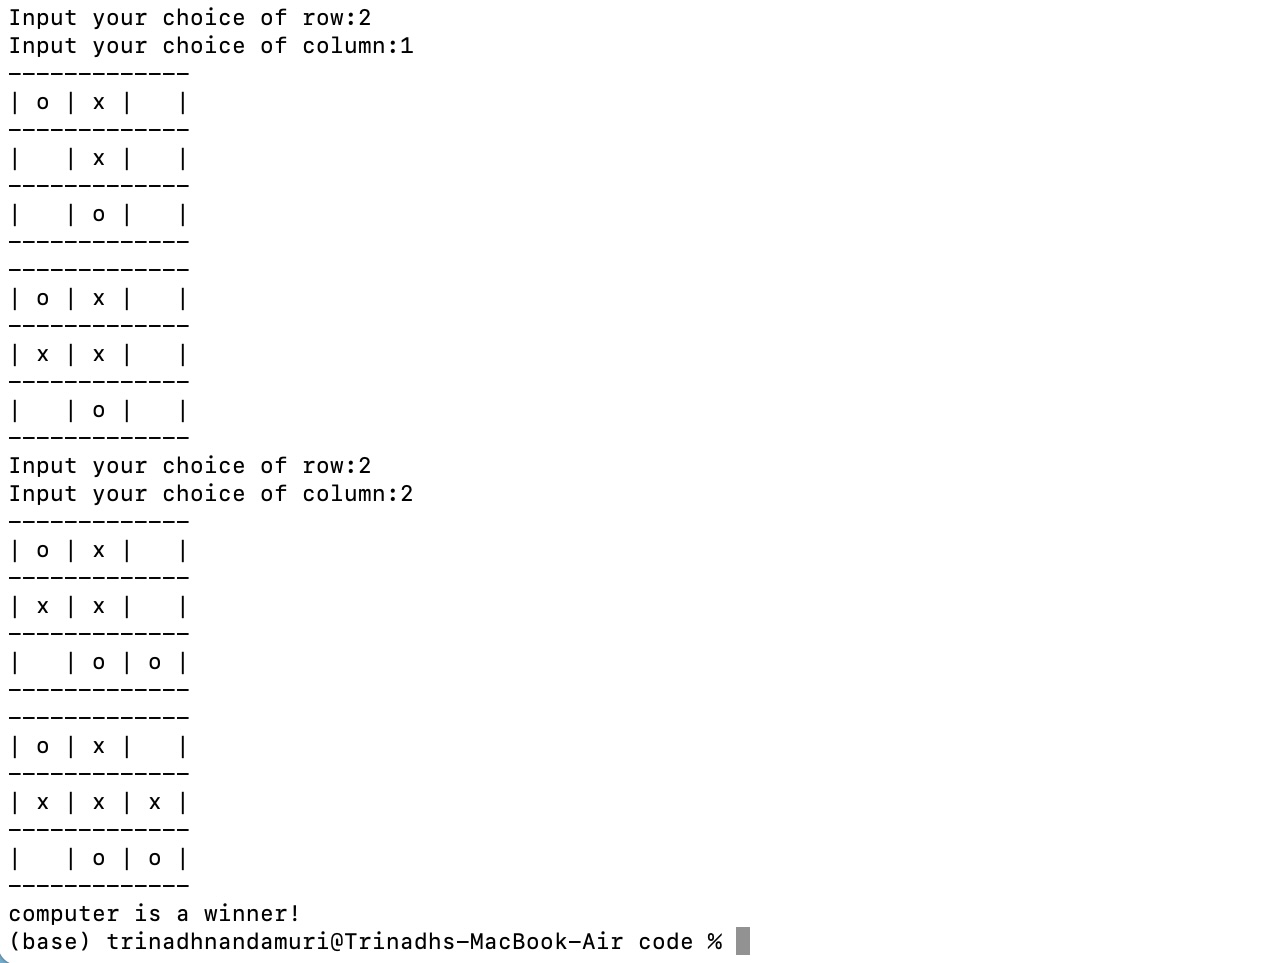 Input your choice of row:2
Input your choice of column:1
-------------
| o | x |   |
-------------
|   | x |   |
-------------
|   | o |   |
-------------
-------------
| o | x |   |
-------------
| x | x |   |
-------------
|   | o |   |
-------------
Input your choice of row:2
Input your choice of column:2
-------------
| o | x |   |
-------------
| x | x |   |
-------------
|   | o | o |
-------------
-------------
| o | x |   |
-------------
| x | x | x |
-------------
|   | o | o |
-------------
computer is a winner!
(base) trinadhnandamuri@Trinadhs-MacBook-Air code %